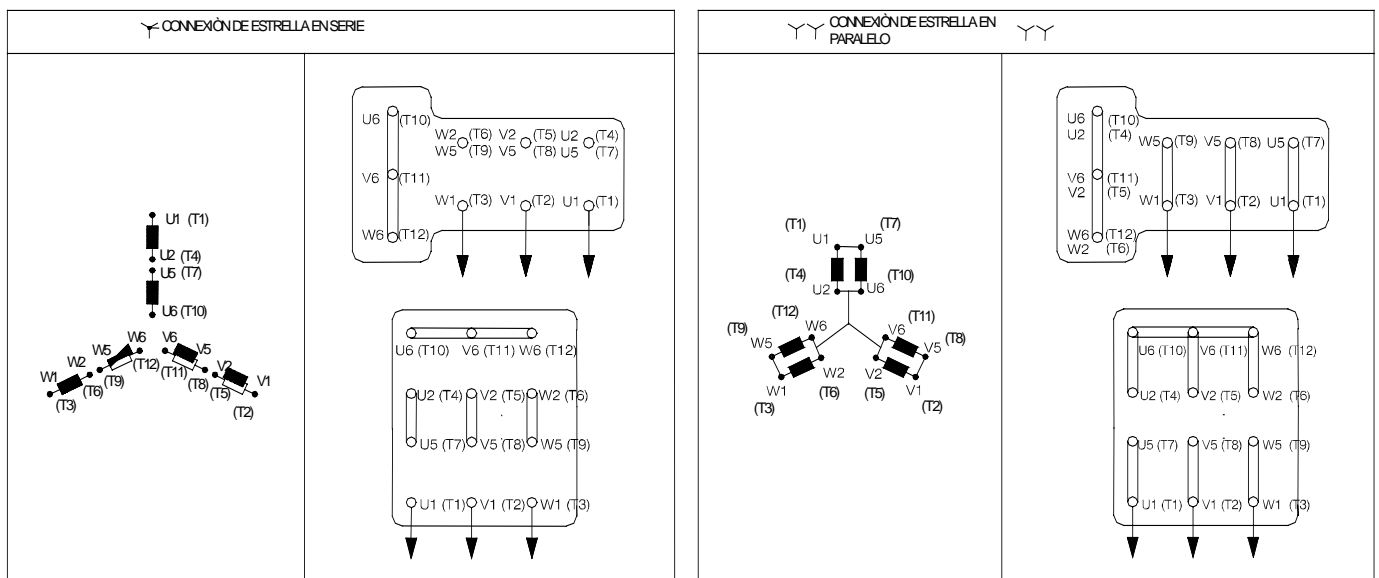 CONNEXIÒN DE ESTRELLA EN SERIE
U1 (T1)
U2 (T4)
U5 (T7)
U6 (T10)
W6 V6
W5 V5
W2 (T12) (T11) V2
W1 (T9) (T8) V1
(T6) (T5)
(T3) (T2)
U6 (T10)
W2 (T6) V2 (T5) U2 (T4)
W5 (T9) V5 (T8) U5 (T7)
V6 (T11)
W1 (T3) V1 (T2) U1 (T1)
W6 (T12)
U6 (T10) V6 (T11) W6 (T12)
U2 (T4) V2 (T5) W2 (T6)
U5 (T7) V5 (T8) W5 (T9)
U1 (T1) V1 (T2) W1 (T3)
CONNEXIÒN DE ESTRELLA EN
PARALELO
(T1) (T7)
U1 U5
(T4) (T10)
U2 U6
(T12) (T11)
(T9) W6 V6 (T8)
W5 V5
W2 V2
W1 (T6) (T5) V1
(T3) (T2)
U6 (T10)
U2 (T4)
W5 (T9) V5 (T8) U5 (T7)
V6 (T11)
V2 (T5)
W1 (T3) V1 (T2) U1 (T1)
W6 (T12)
W2 (T6)
U6 (T10) V6 (T11) W6 (T12)
U2 (T4) V2 (T5) W2 (T6)
U5 (T7) V5 (T8) W5 (T9)
U1 (T1) V1 (T2) W1 (T3)